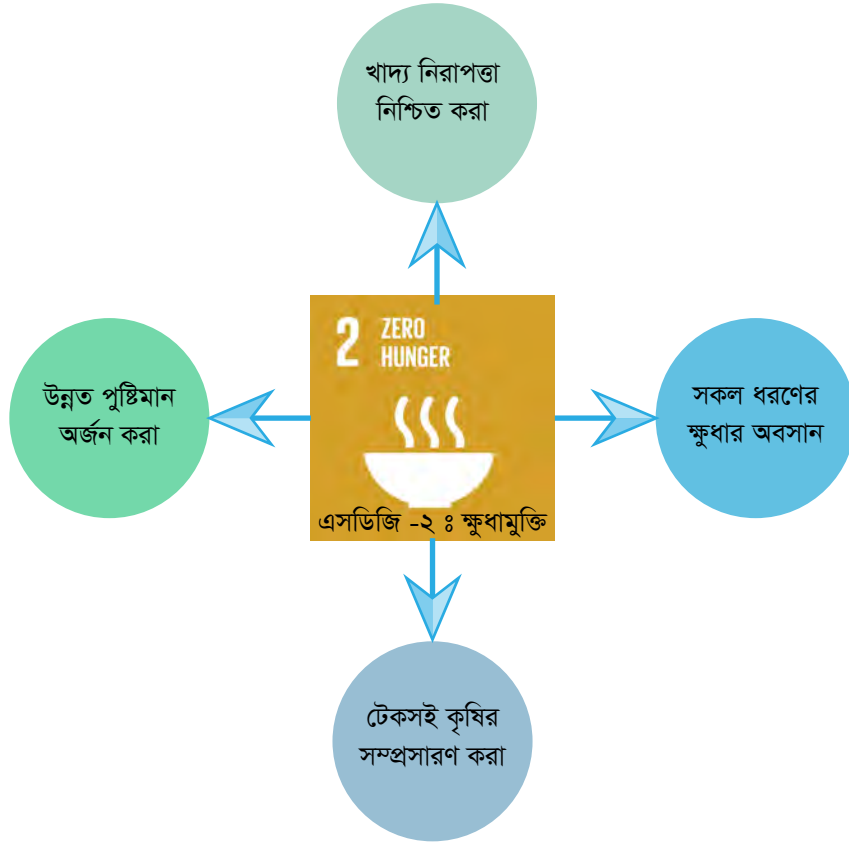 খাদ্য নিরাপত্তা
নিশ্চিত করা
2 ZERO
HUNGER
উন্নত পুষ্টিমান
অর্জন করা
সকল ধরণের
ক্ষুধার অবসান
এসডিজি -২ ঃ ক্ষুধামুক্তি
টেকসই কৃষির
সম্প্রসারণ করা